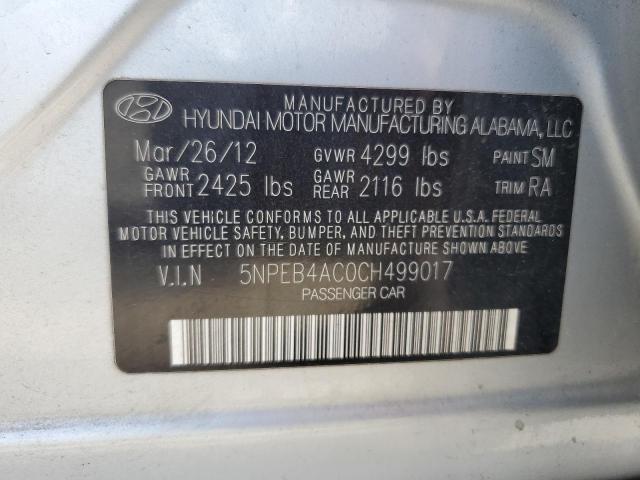 MANUFACTURED BY
HYUNDAI MOTOR MANUFACTURING ALABAMA, LLC
Mar/26/12 GVWR 4299 lbs PAINT SM
GAWR FRONT 2425 lbs GAWR REAR 2116 lbs TRIM RA
THIS VEHICLE CONFORMS TO ALL APPLICABLE U.S.A. FEDERAL
MOTOR VEHICLE SAFETY, BUMPER, AND THEFT PREVENTION STANDARDS
IN EFFECT ON THE DATE OF MANUFACTURE SHOWN ABOVE.
V.I.N 5NPEB4AC0CH499017
PASSENGER CAR